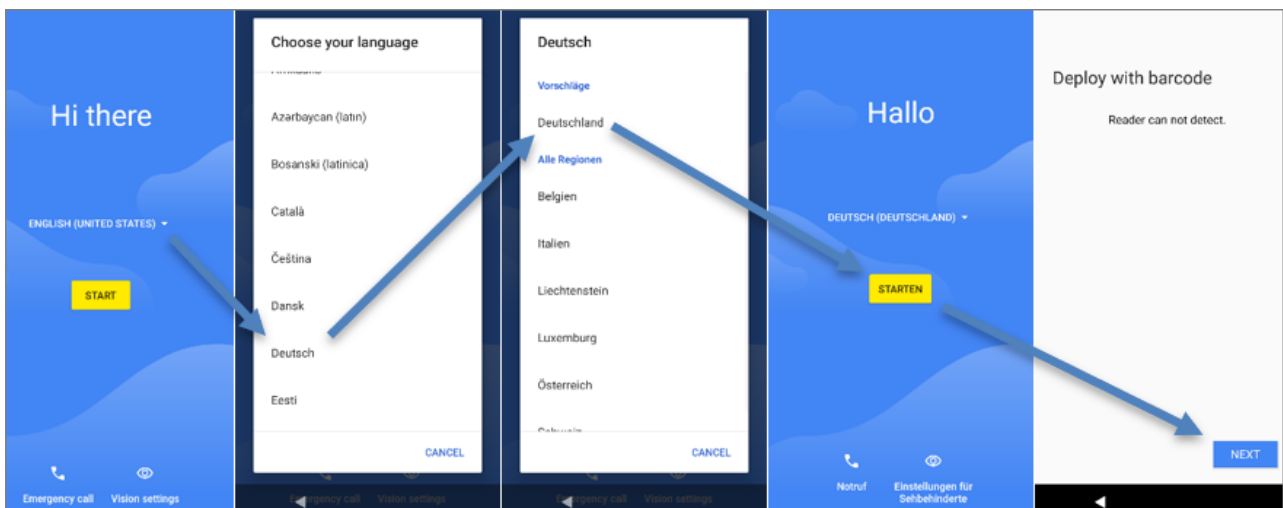 Hi there
ENGLISH (UNITED STATES)
START
Emergency call
Vision settings
Choose your language
Azərbaycan (latın)
Bosanski (latinica)
Català
Čeština
Dansk
Deutsch
Eesti
CANCEL
Emergency call
Vision settings
Deutsch
Vorschläge
Deutschland
Alle Regionen
Belgien
Italien
Liechtenstein
Luxemburg
Österreich
CANCEL
Emergency call
Vision settings
Hallo
DEUTSCH (DEUTSCHLAND)
STARTEN
Notruf
Einstellungen für
Sehbehinderte
Deploy with barcode
Reader can not detect.
NEXT